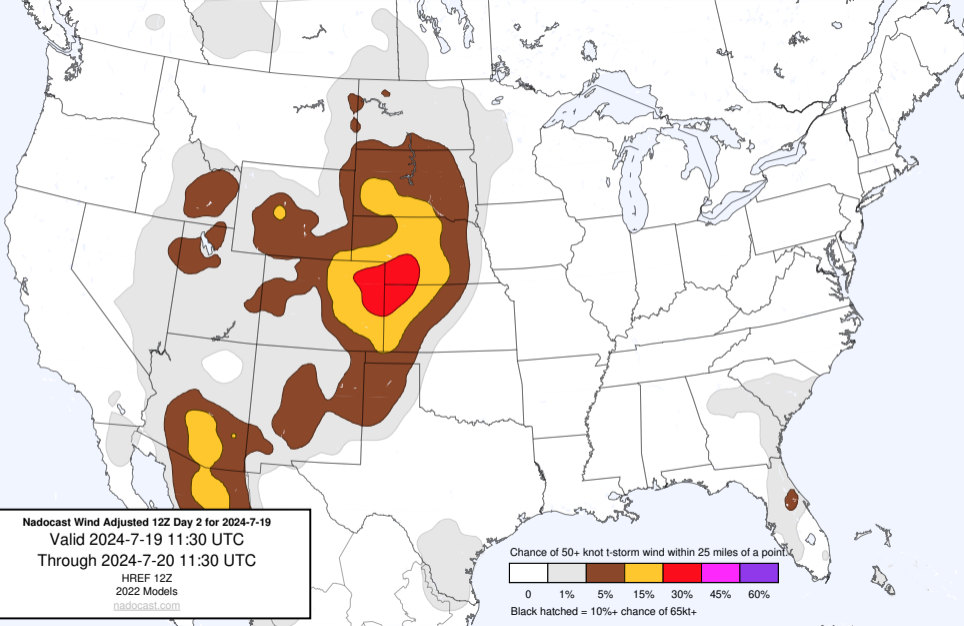 Nadocast Wind Adjusted 12Z Day 2 for 2024-7-19
Valid 2024-7-19 11:30 UTC
Through 2024-7-20 11:30 UTC
HREF 12Z
2022 Models
nadocast.com
Chance of 50+ knot t-storm wind within 25 miles of a point.
0 1% 5% 15% 30% 45% 60%
Black hatched = 10%+ chance of 65kt+